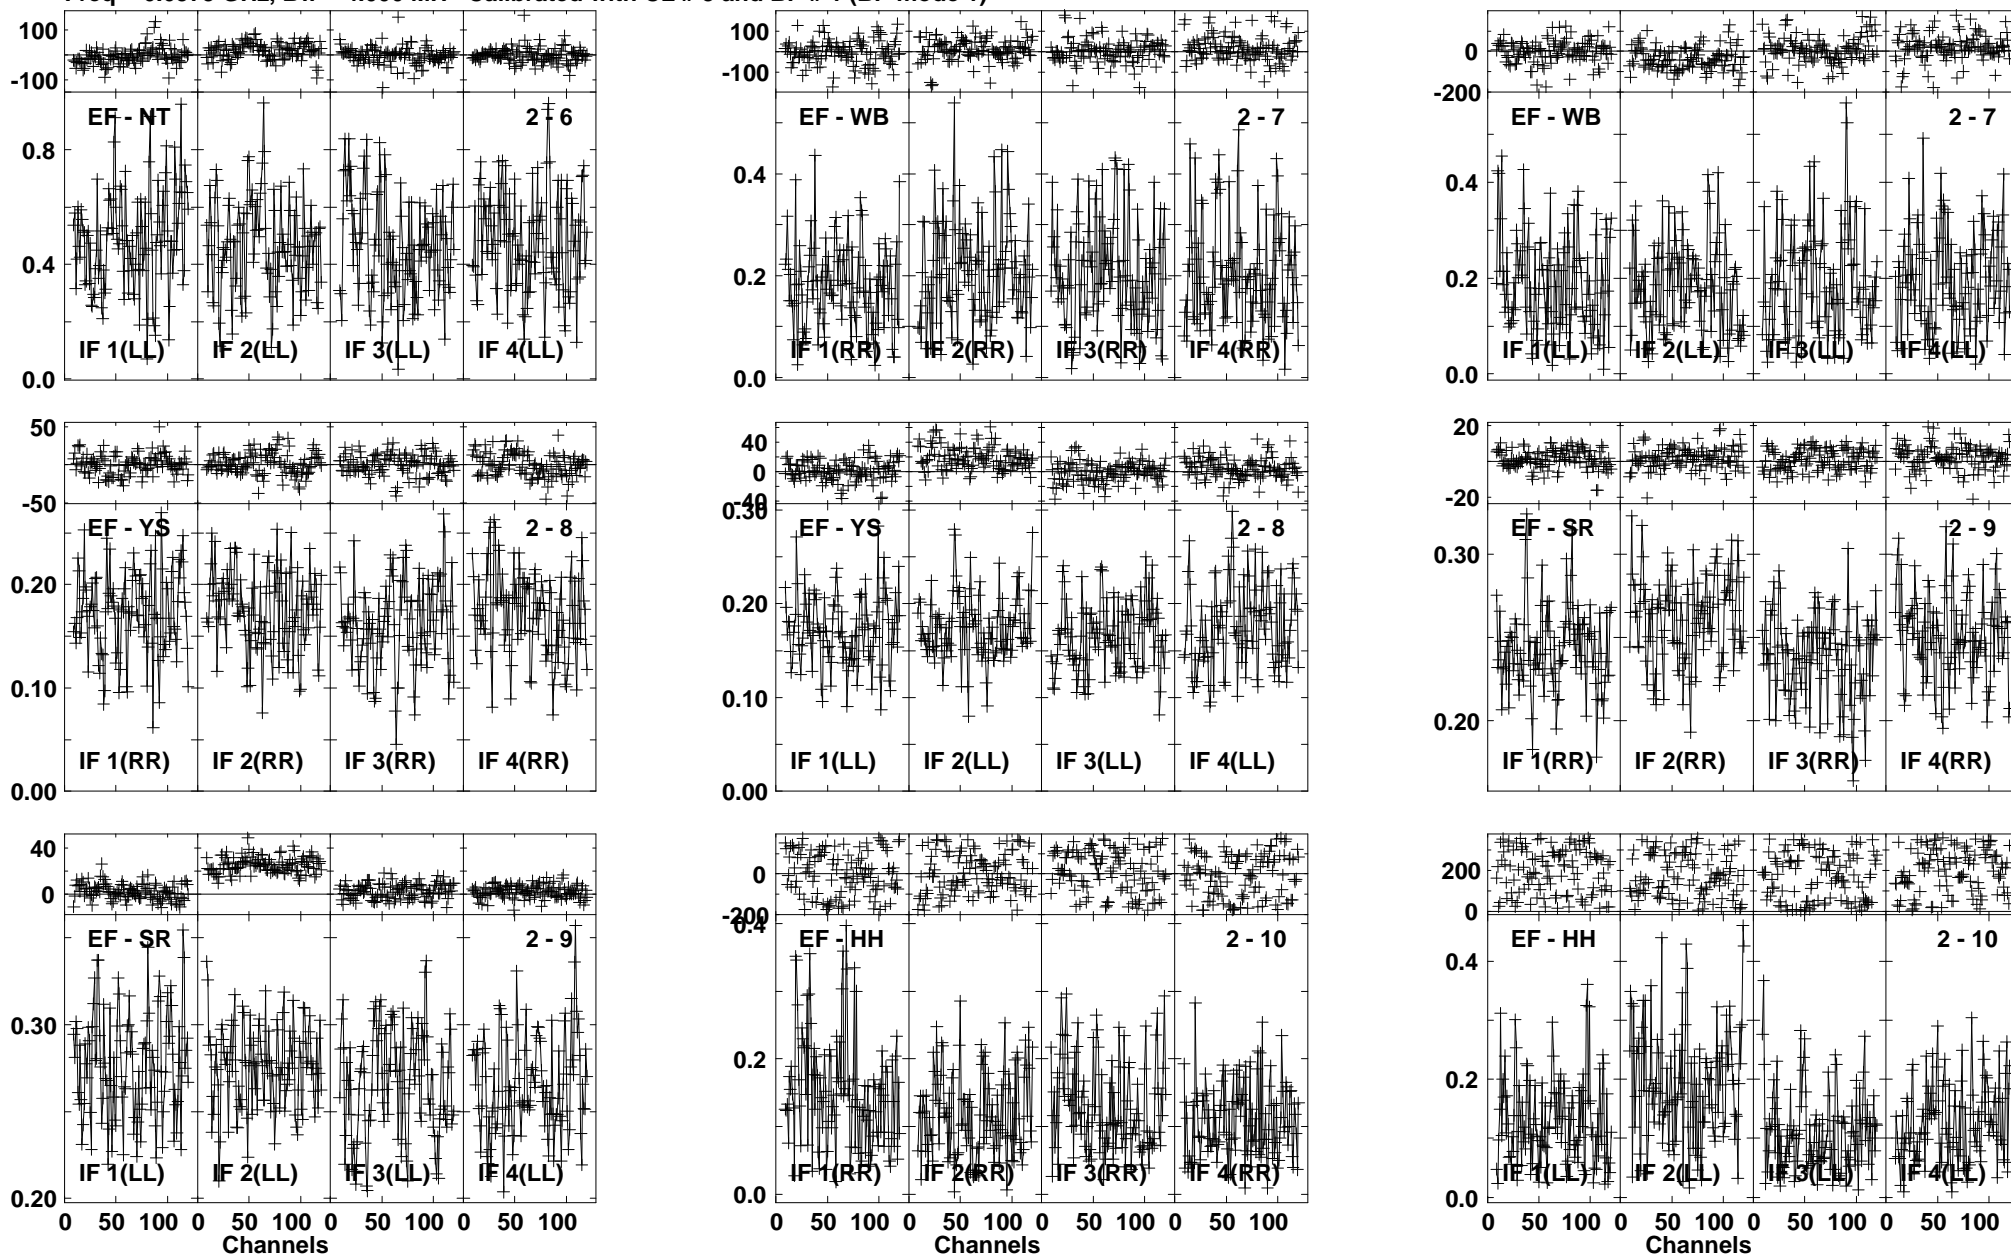 100
-100
EF - NT
2 - 6
0.8
0.4
0.0
IF 1(LL)
IF 2(LL)
IF 3(LL)
IF 4(LL)
100
-100
EF - WB
2 - 7
0.4
0.2
0.0
IF 1(RR)
IF 2(RR)
IF 3(RR)
IF 4(RR)
0
-200
EF - WB
2 - 7
0.4
0.2
0.0
IF 1(LL)
IF 2(LL)
IF 3(LL)
IF 4(LL)
50
-50
EF - YS
2 - 8
0.20
0.10
0.00
IF 1(RR)
IF 2(RR)
IF 3(RR)
IF 4(RR)
40
0
-40
0.30
EF - YS
2 - 8
0.20
0.10
0.00
IF 1(LL)
IF 2(LL)
IF 3(LL)
IF 4(LL)
20
-20
EF - SR
2 - 9
0.30
0.20
IF 1(RR)
IF 2(RR)
IF 3(RR)
IF 4(RR)
40
0
EF - SR
2 - 9
0.30
0.20
IF 1(LL)
IF 2(LL)
IF 3(LL)
IF 4(LL)
0 50 100 0 50 100 0 50 100 0 50 100
Channels
0
-200
0.4
EF - HH
2 - 10
0.2
0.0
IF 1(RR)
IF 2(RR)
IF 3(RR)
IF 4(RR)
0 50 100 0 50 100 0 50 100 0 50 100
Channels
200
0
EF - HH
2 - 10
0.4
0.2
0.0
IF 1(LL)
IF 2(LL)
IF 3(LL)
IF 4(LL)
0 50 100 0 50 100 0 50 100 0 50 100
Channels